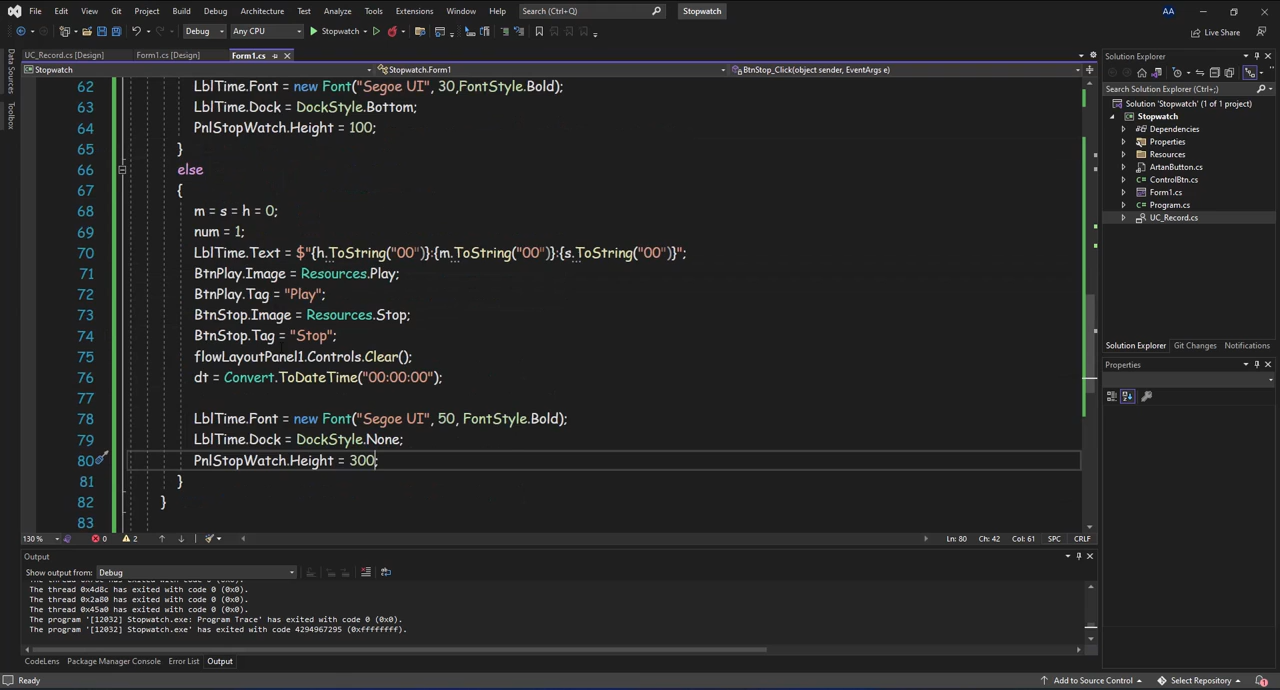 File Edit View Git Project Build Debug Architecture Test Analyze Tools Extensions Window Help Search (Ctrl+Q) Stopwatch AA
Debug Any CPU Stopwatch Live Share
UC_Record.cs [Design] Form1.cs [Design] Form1.cs
Stopwatch Stopwatch.Form1 BtnStop_Click(object sender, EventArgs e)
62 LblTime.Font = new Font("Segoe UI", 30,FontStyle.Bold);
63 LblTime.Dock = DockStyle.Bottom;
64 PnlStopWatch.Height = 100;
65 }
66 else
67 {
68 m = s = h = 0;
69 num = 1;
70 LblTime.Text = $"{h.ToString("00")}:{m.ToString("00")}:{s.ToString("00")}";
71 BtnPlay.Image = Resources.Play;
72 BtnPlay.Tag = "Play";
73 BtnStop.Image = Resources.Stop;
74 BtnStop.Tag = "Stop";
75 flowLayoutPanel1.Controls.Clear();
76 dt = Convert.ToDateTime("00:00:00");
77
78 LblTime.Font = new Font("Segoe UI", 50, FontStyle.Bold);
79 LblTime.Dock = DockStyle.None;
80 PnlStopWatch.Height = 300;
81 }
82 }
83
130 % 0 2 Ln: 80 Ch: 42 Col: 61 SPC CRLF
Output
Show output from: Debug
The thread 0x4d8c has exited with code 0 (0x0).
The thread 0x2a80 has exited with code 0 (0x0).
The thread 0x45a0 has exited with code 0 (0x0).
The program '[12032] Stopwatch.exe: Program Trace' has exited with code 0 (0x0).
The program '[12032] Stopwatch.exe' has exited with code 4294967295 (0xffffffff).
CodeLens Package Manager Console Error List Output
Ready Add to Source Control Select Repository 1
Data Sources
Toolbox
Solution Explorer
Search Solution Explorer (Ctrl+;)
Solution 'Stopwatch' (1 of 1 project)
Stopwatch
Dependencies
Properties
Resources
ArtanButton.cs
ControlBtn.cs
Form1.cs
Program.cs
UC_Record.cs
Solution Explorer Git Changes Notifications
Properties